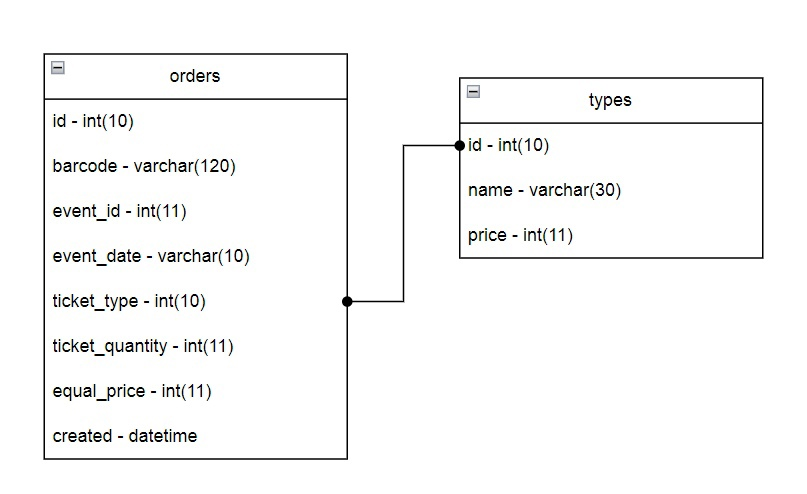 orders
id - int(10)
barcode - varchar(120)
event_id - int(11)
event_date - varchar(10)
ticket_type - int(10)
ticket_quantity - int(11)
equal_price - int(11)
created - datetime
types
id - int(10)
name - varchar(30)
price - int(11)